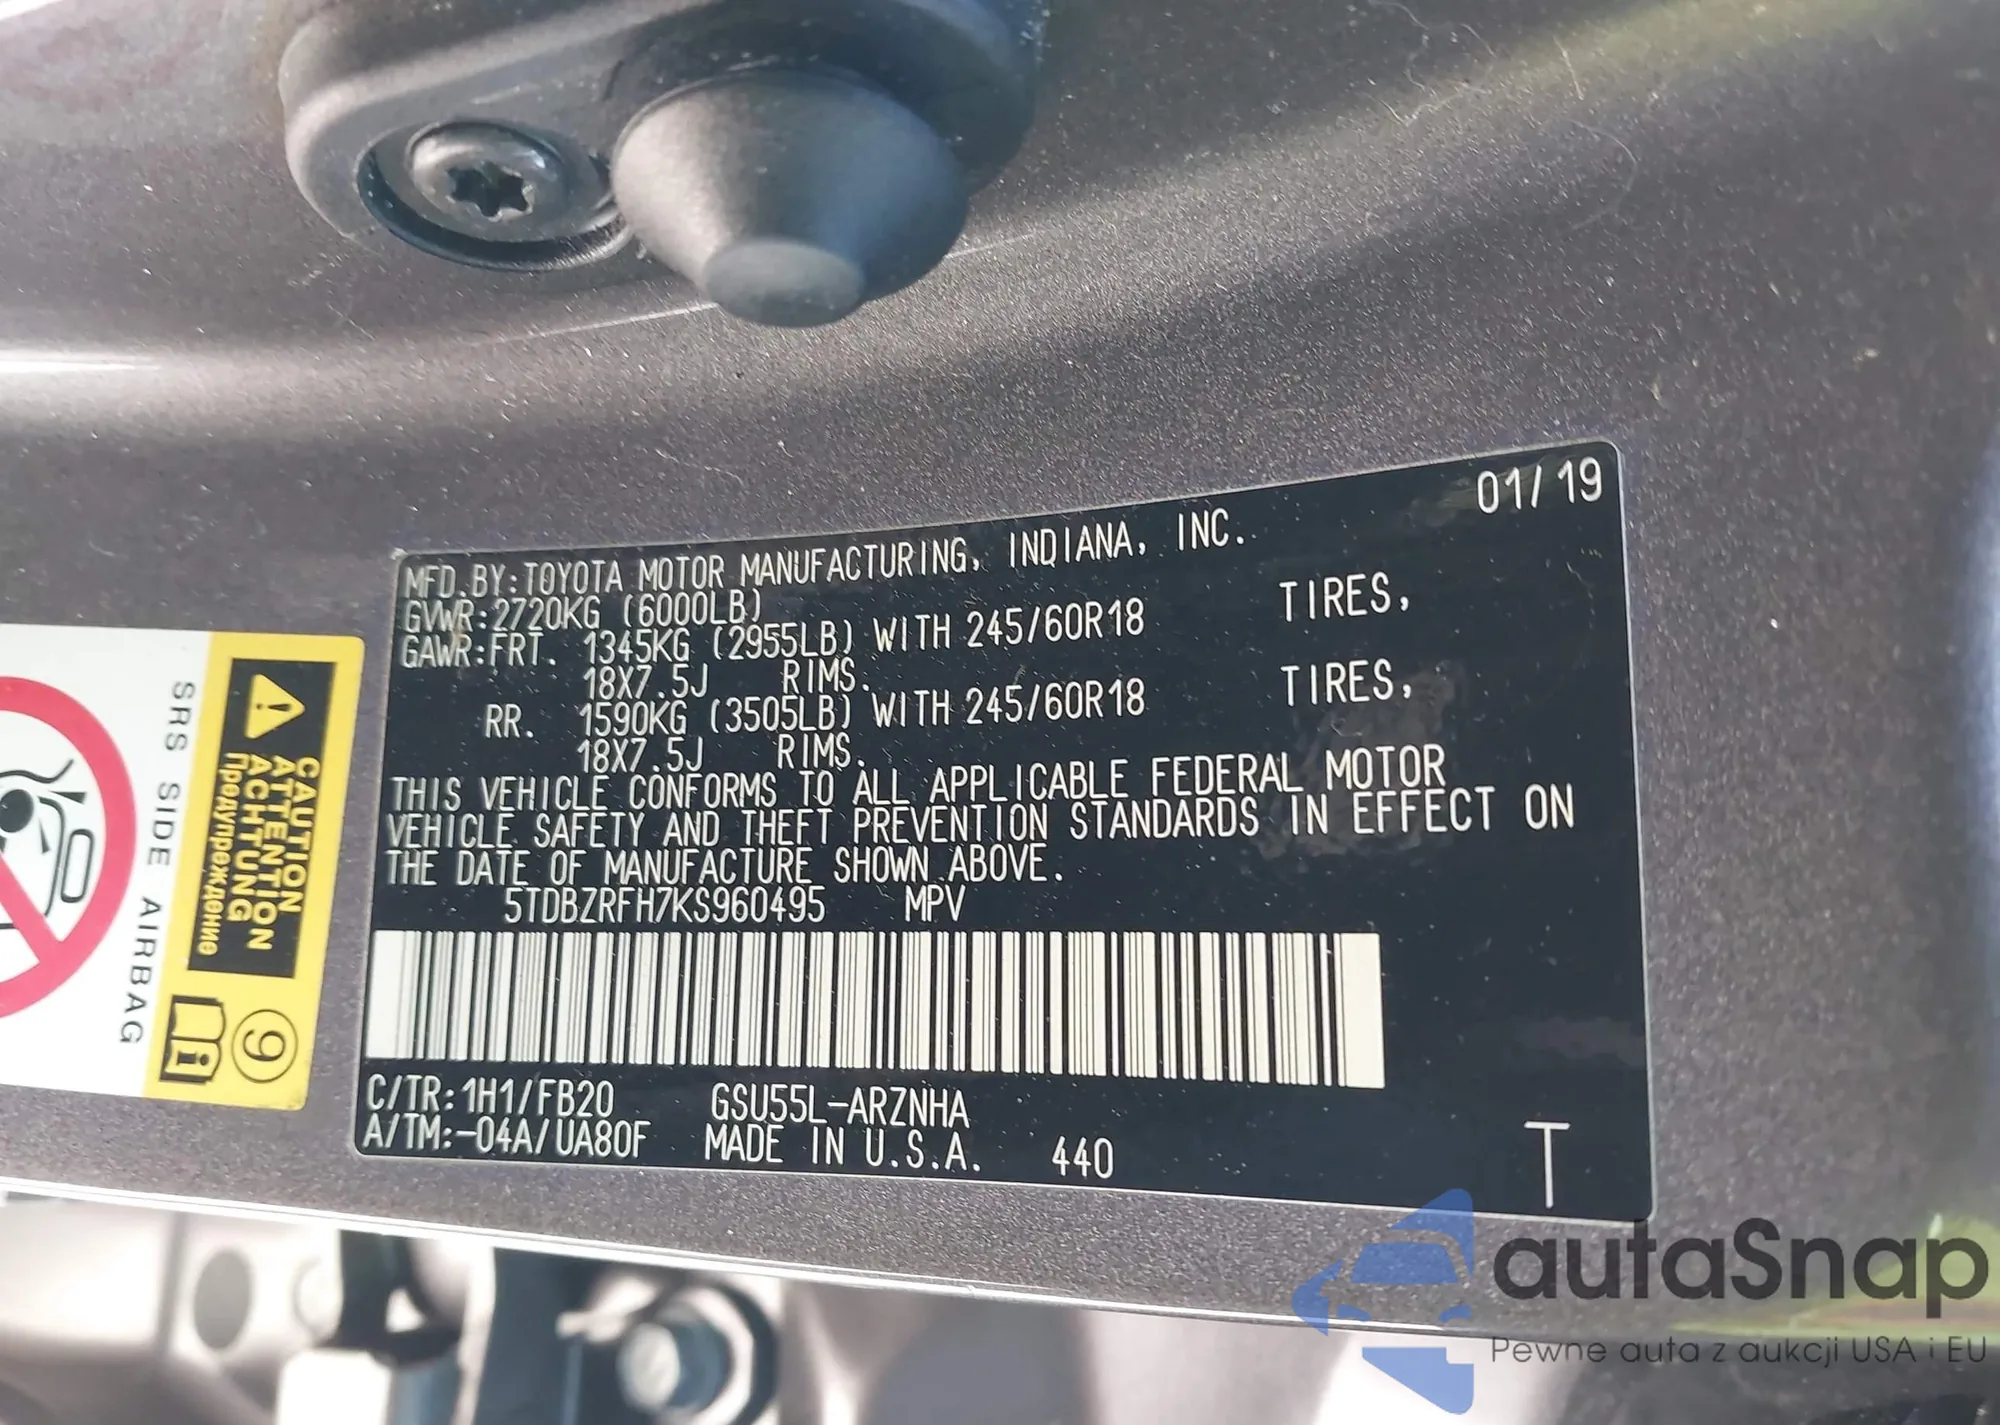 01/19
MFD.BY:TOYOTA MOTOR MANUFACTURING, INDIANA, INC.
GVWR:2720KG (6000LB)
GAWR:FRT. 1345KG (2955LB) WITH 245/60R18 TIRES,
18X7.5J RIMS.
RR. 1590KG (3505LB) WITH 245/60R18 TIRES,
18X7.5J RIMS.
THIS VEHICLE CONFORMS TO ALL APPLICABLE FEDERAL MOTOR
VEHICLE SAFETY AND THEFT PREVENTION STANDARDS IN EFFECT ON
THE DATE OF MANUFACTURE SHOWN ABOVE.
5TDBZRFH7KS960495 MPV
C/TR:1H1/FB20 GSU55L-ARZNHA
A/TM:-04A/UA80F MADE IN U.S.A. 440 T
CAUTION
ATTENTION
ACHTUNG
Предупреждение
9
i
SRS SIDE AIRBAG
autaSnap
Pewne auta z aukcji USA i EU